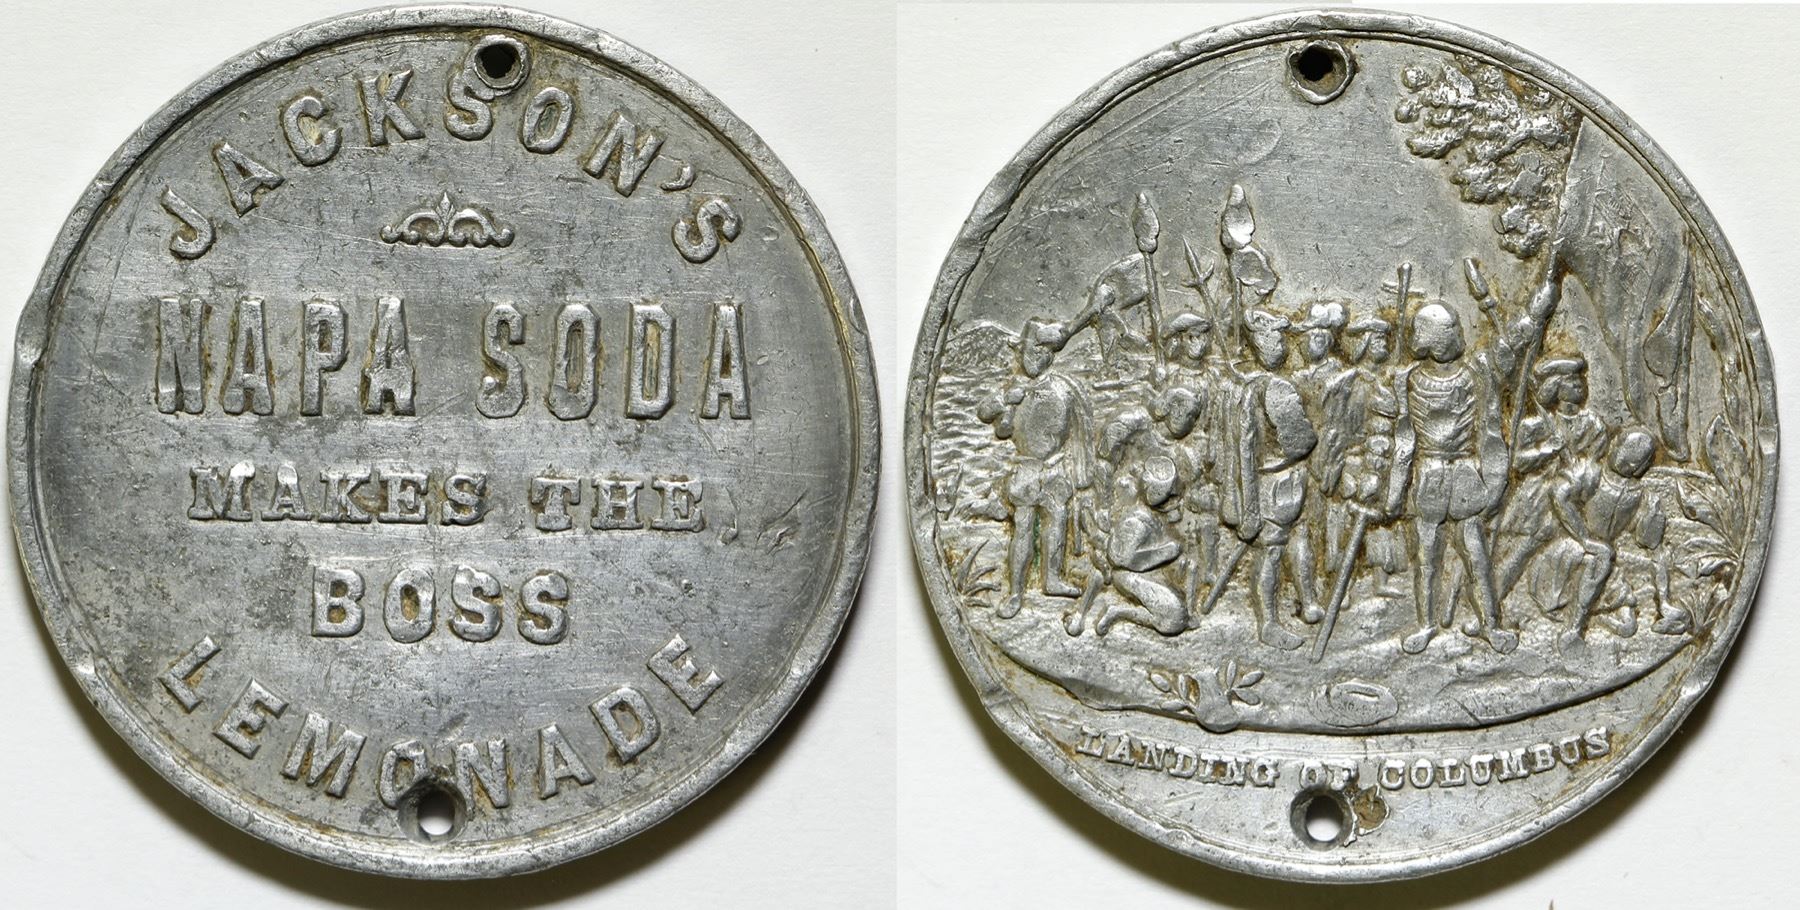 JACKSON'S
NAPA SODA
MAKES THE
BOSS
LEMONADE
LANDING OF COLUMBUS